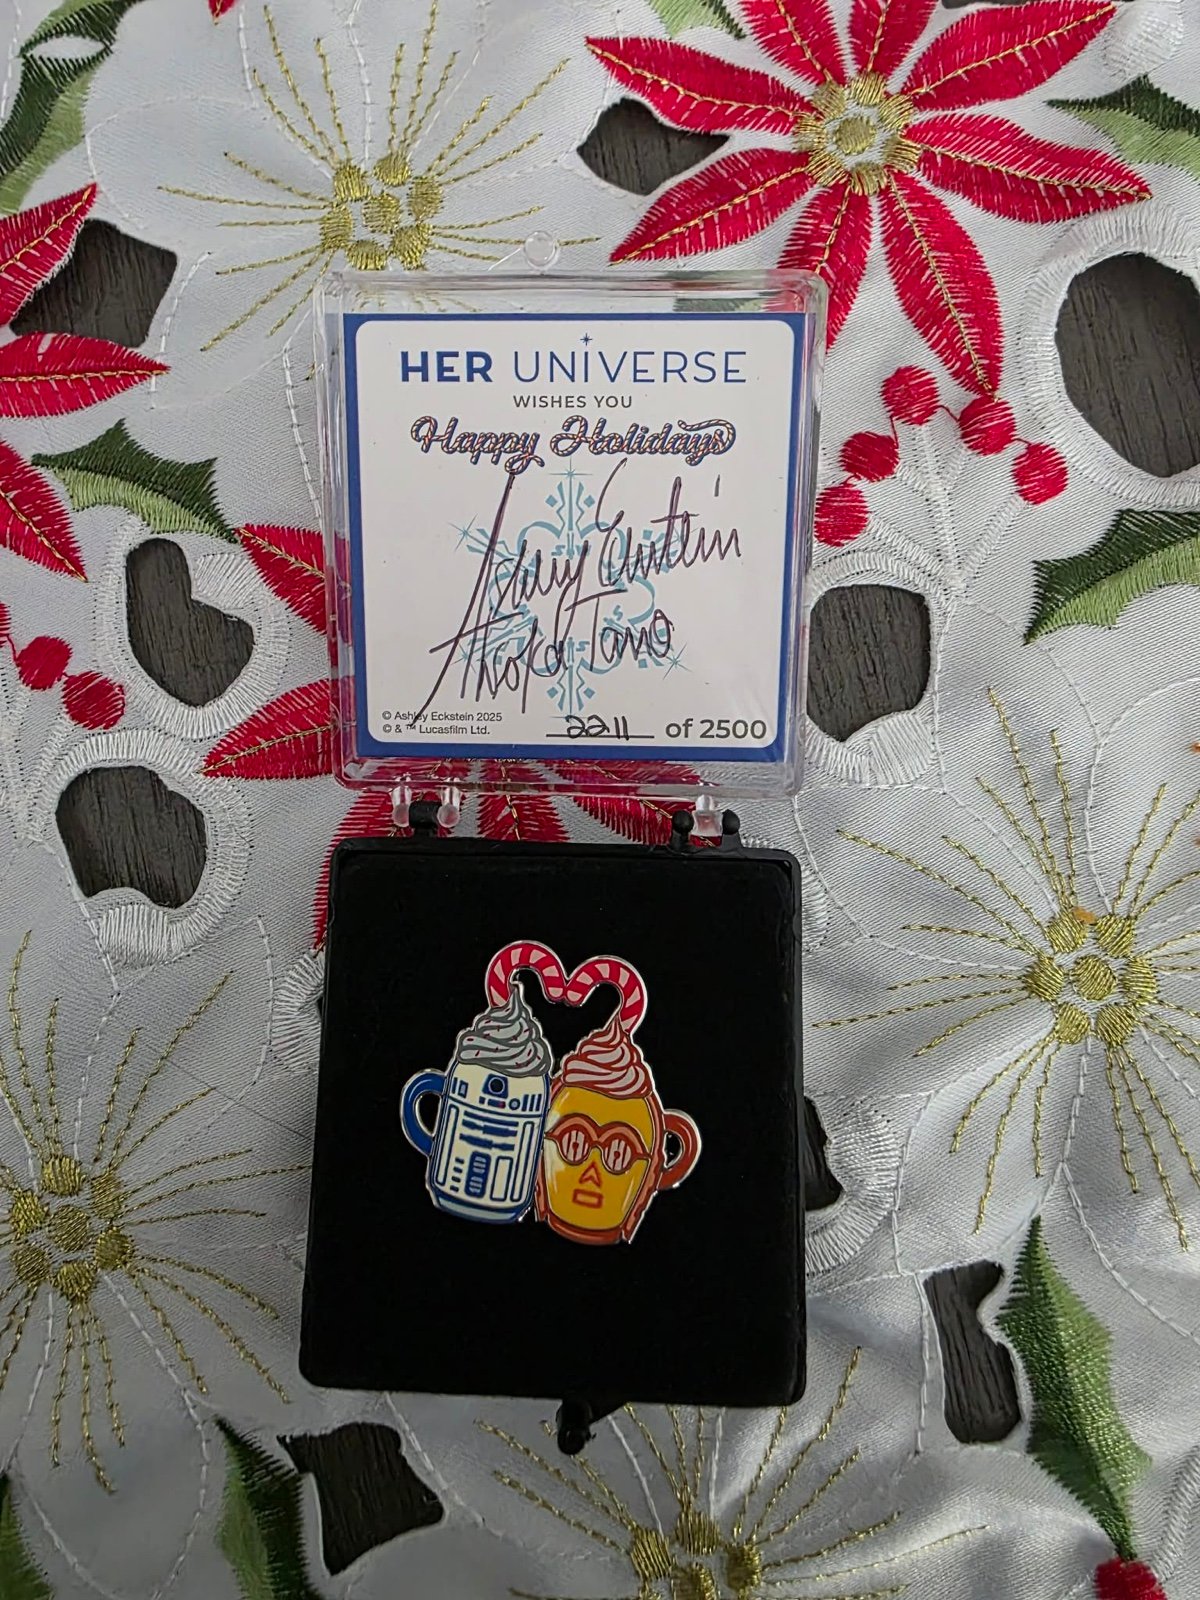 HER UNIVERSE
WISHES YOU
Happy Holidays
Ashley Eckstein
Ahsoka Tano
© Ashley Eckstein 2025
© & ™ Lucasfilm Ltd.
2211 of 2500